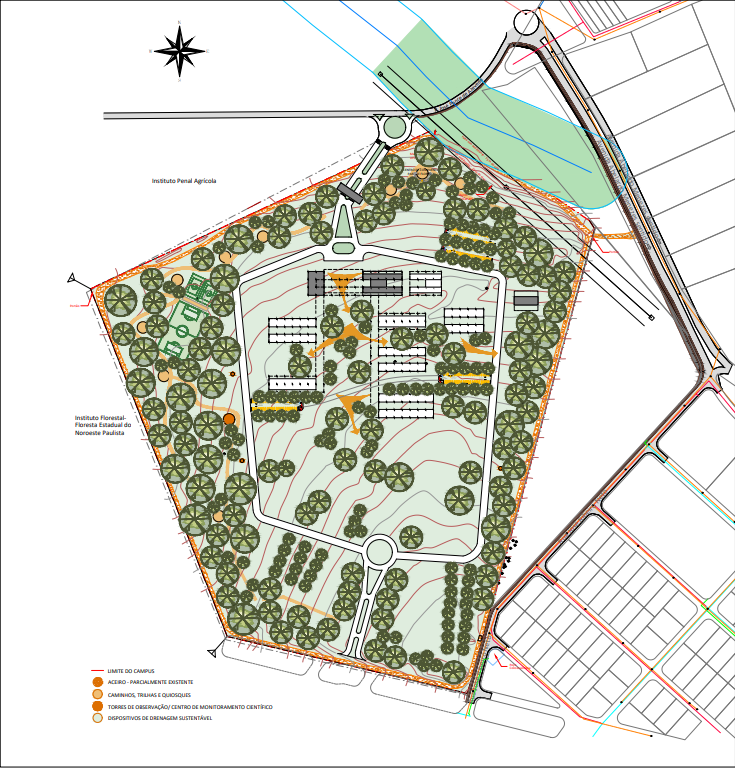 Instituto Penal Agrícola
Instituto Florestal-
Floresta Estadual do
Noroeste Paulista
LIMITE DO CAMPUS
ACEIRO - PARCIALMENTE EXISTENTE
CAMINHOS, TRILHAS E QUIOSQUES
TORRES DE OBSERVAÇÃO/ CENTRO DE MONITORAMENTO CIENTÍFICO
DISPOSITIVOS DE DRENAGEM SUSTENTÁVEL